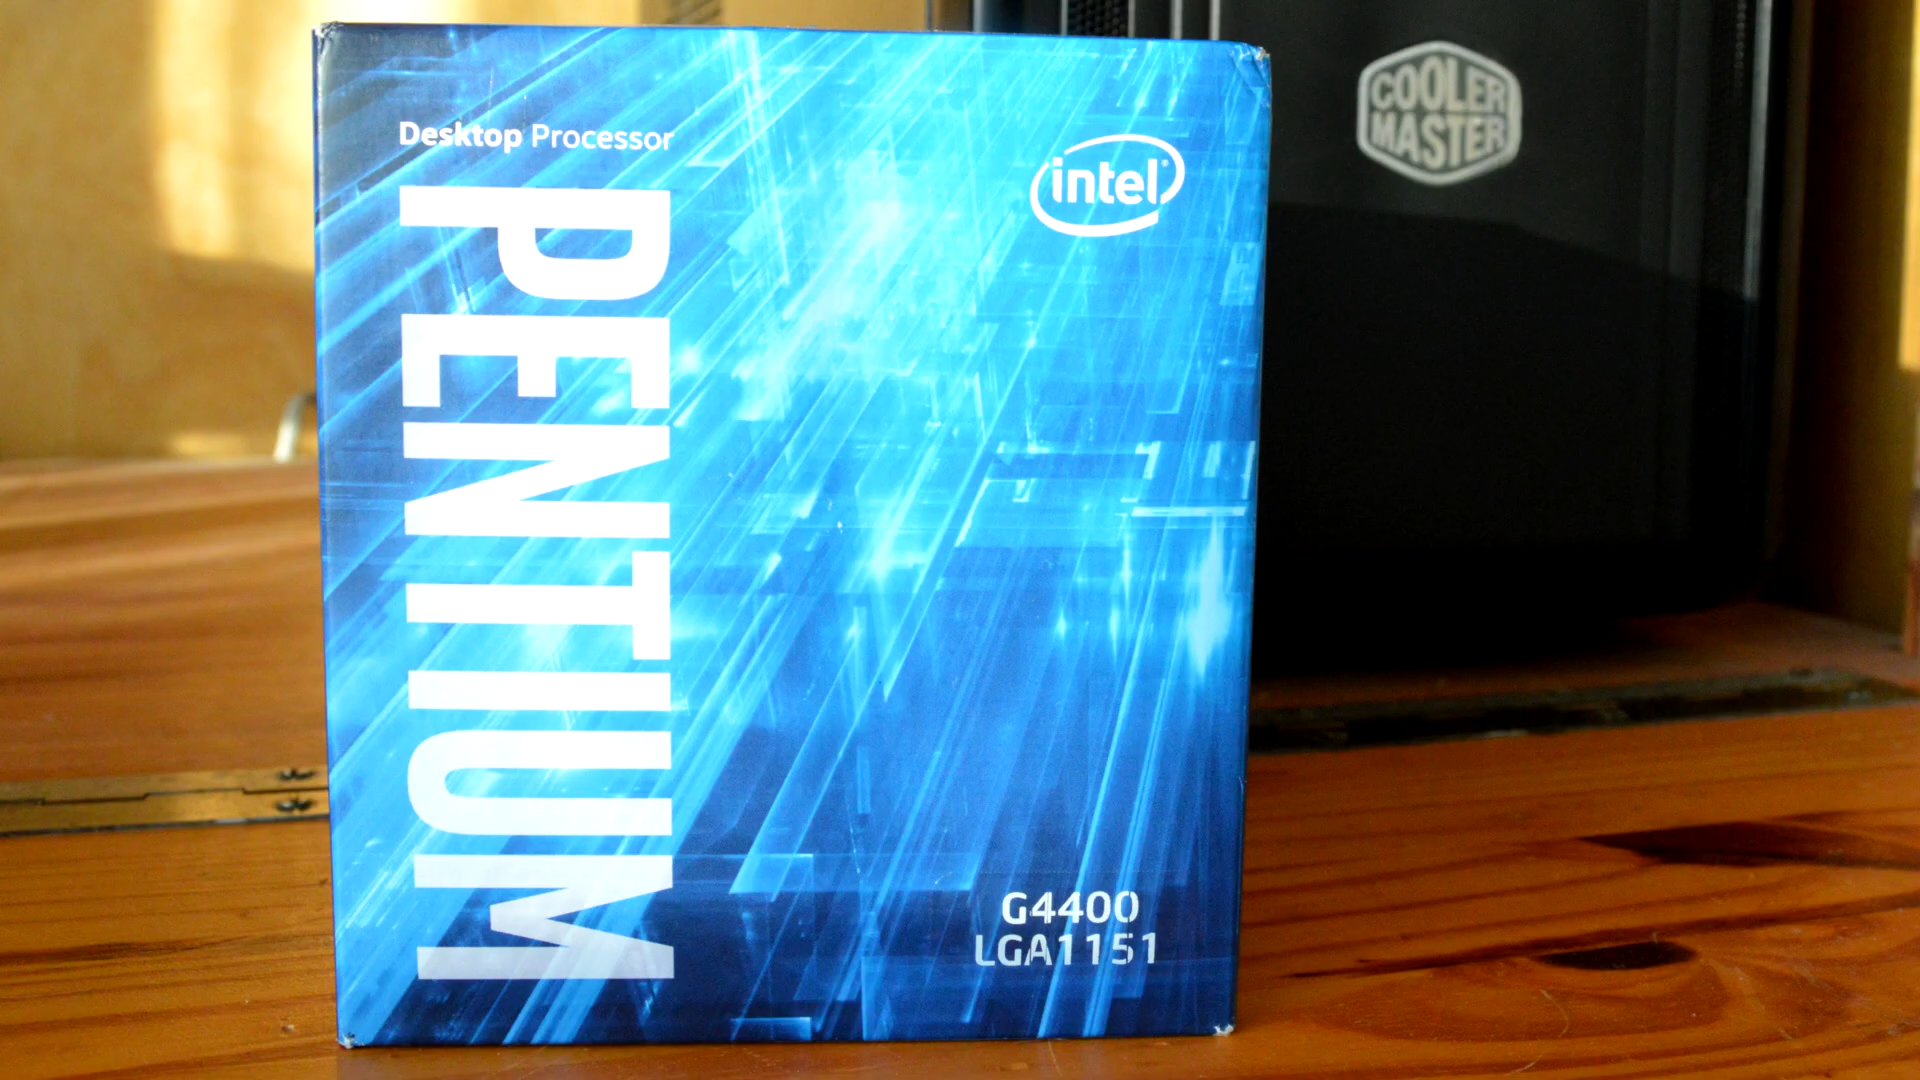 Desktop Processor
intel
PENTIUM
G4400
LGA1151
COOLER
MASTER